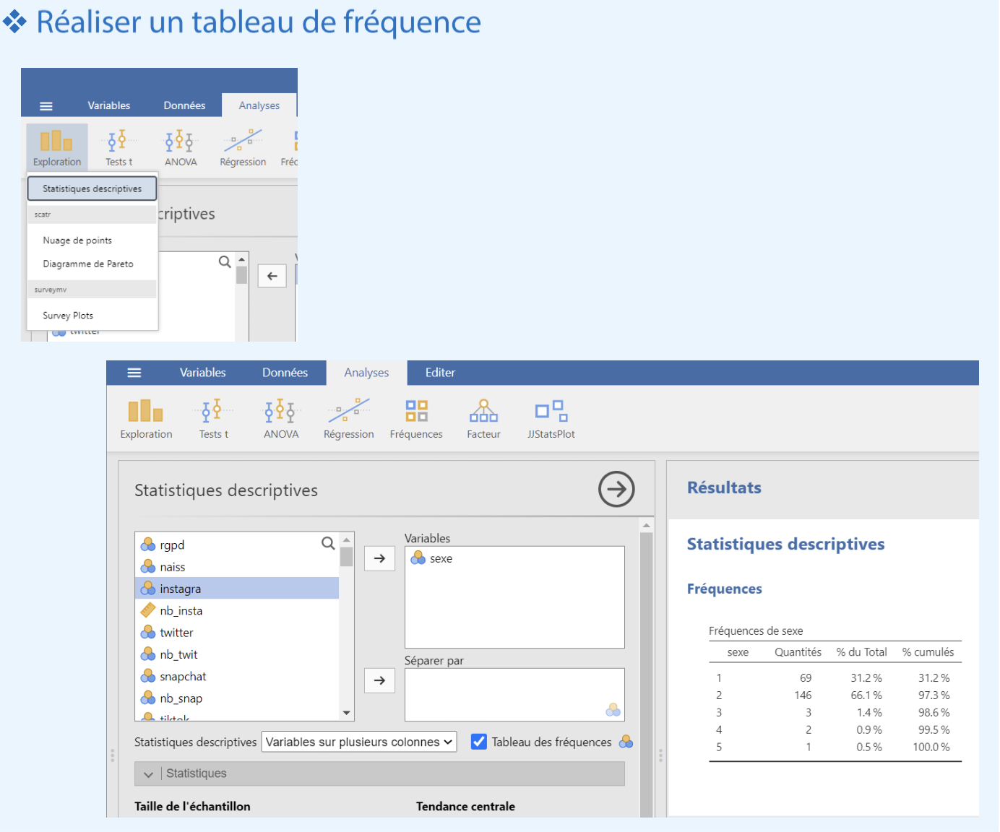 ❖ Réaliser un tableau de fréquence
Variables Données Analyses
Exploration Tests t ANOVA Régression Fréq
Statistiques descriptives
scatr
criptives
Nuage de points
Diagramme de Pareto
surveymv
Survey Plots
twitter
Variables Données Analyses Editer
Exploration Tests t ANOVA Régression Fréquences Facteur JJStatsPlot
Statistiques descriptives
rgpd
naiss
instagra
nb_insta
twitter
nb_twit
snapchat
nb_snap
tiktok
Variables
sexe
Séparer par
Statistiques descriptives Variables sur plusieurs colonnes Tableau des fréquences
Statistiques
Taille de l'échantillon Tendance centrale
Résultats
Statistiques descriptives
Fréquences
Fréquences de sexe
sexe Quantités % du Total % cumulés
1 69 31.2 % 31.2 %
2 146 66.1 % 97.3 %
3 3 1.4 % 98.6 %
4 2 0.9 % 99.5 %
5 1 0.5 % 100.0 %